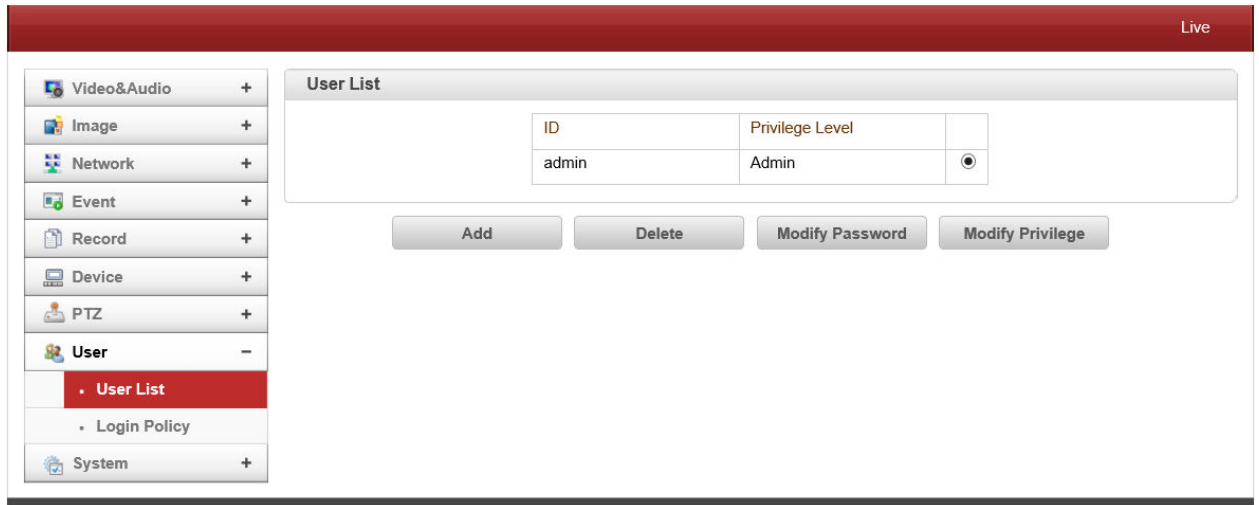 Live
Video&Audio +
Image +
Network +
Event +
Record +
Device +
PTZ +
User −
• User List
• Login Policy
System +
User List
ID Privilege Level
admin Admin
Add Delete Modify Password Modify Privilege